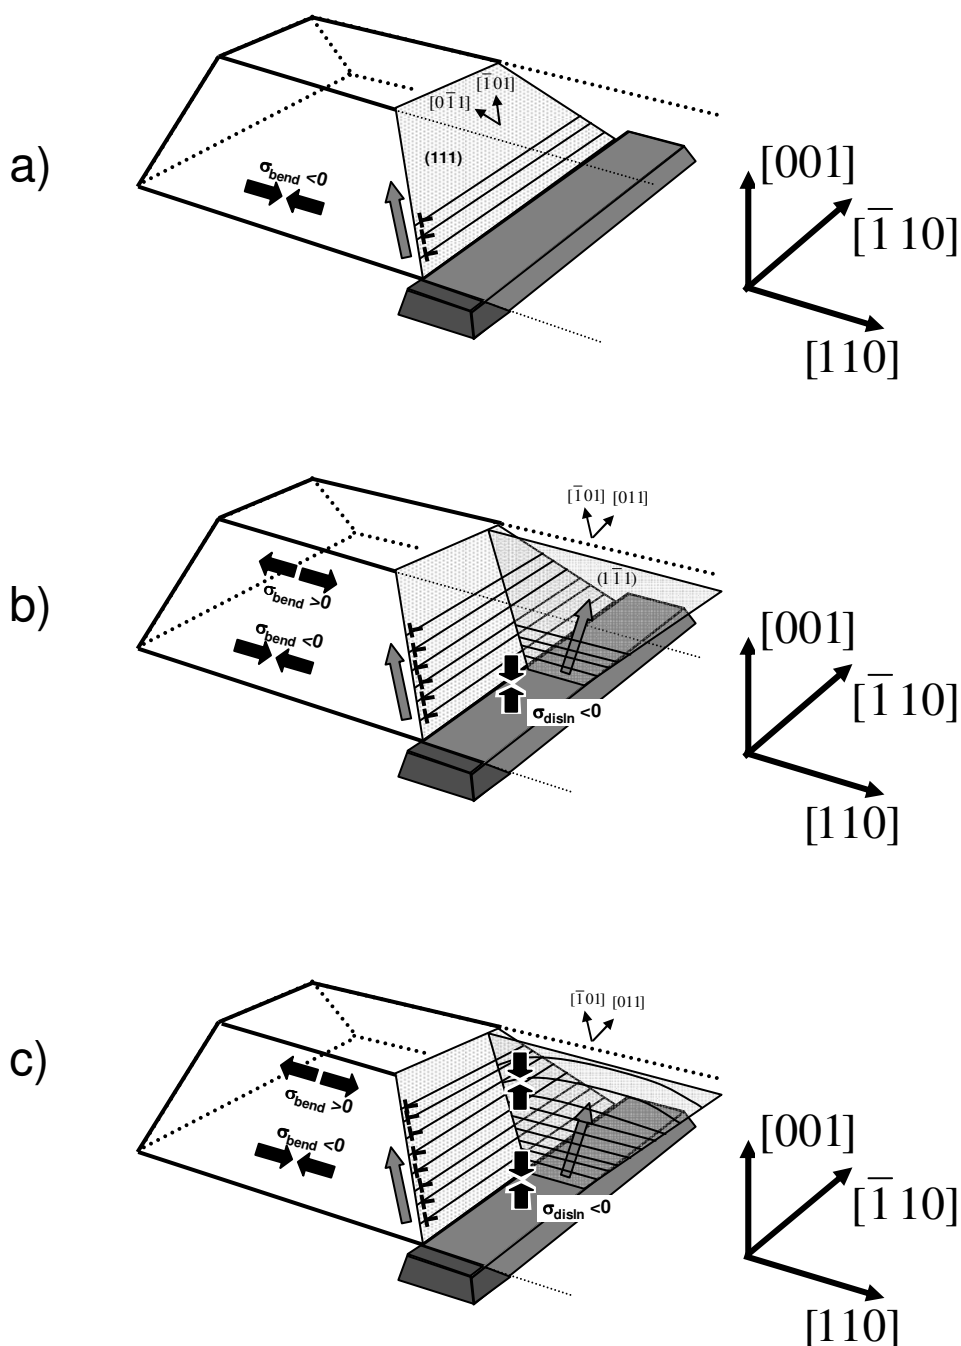 a)
[1̅01]
[01̅1]
(111)
σbend <0
[001]
[1̅10]
[110]
b)
[1̅01] [011]
(11̅1)
σbend >0
σbend <0
σdisln <0
[001]
[1̅10]
[110]
c)
[1̅01] [011]
σbend >0
σbend <0
σdisln <0
[001]
[1̅10]
[110]